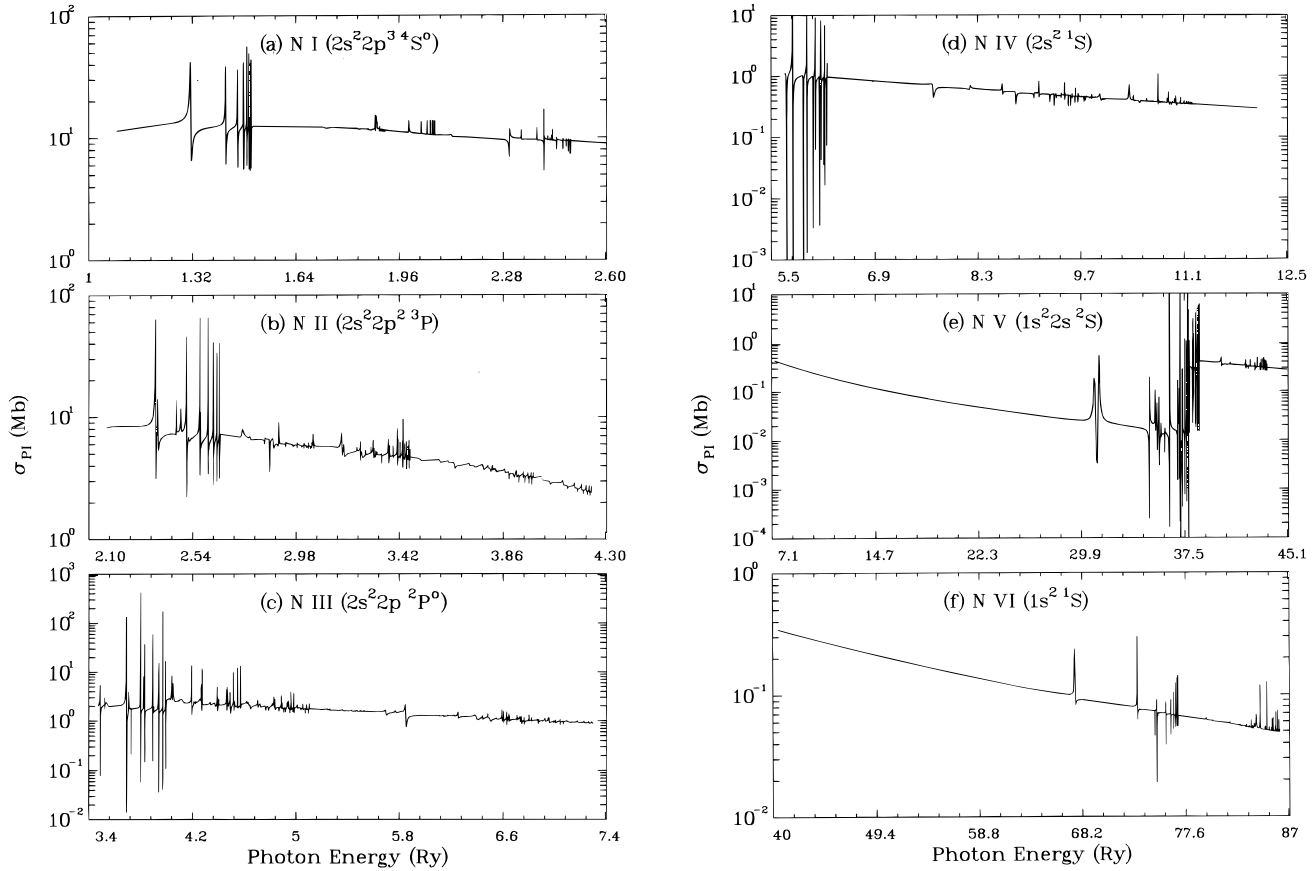 (a) N I (2s²2p³ ⁴S⁰)
10²
10¹
10⁰
1 1.32 1.64 1.96 2.28 2.60
(b) N II (2s²2p² ³P)
10²
10¹
10⁰
2.10 2.54 2.98 3.42 3.86 4.30
σPI (Mb)
(c) N III (2s²2p ²P⁰)
10³
10²
10¹
10⁰
10⁻¹
10⁻²
3.4 4.2 5 5.8 6.6 7.4
Photon Energy (Ry)
(d) N IV (2s² ¹S)
10¹
10⁰
10⁻¹
10⁻²
10⁻³
5.5 6.9 8.3 9.7 11.1 12.5
(e) N V (1s²2s ²S)
10¹
10⁰
10⁻¹
10⁻²
10⁻³
10⁻⁴
7.1 14.7 22.3 29.9 37.5 45.1
σPI (Mb)
(f) N VI (1s² ¹S)
10⁰
10⁻¹
10⁻²
40 49.4 58.8 68.2 77.6 87
Photon Energy (Ry)